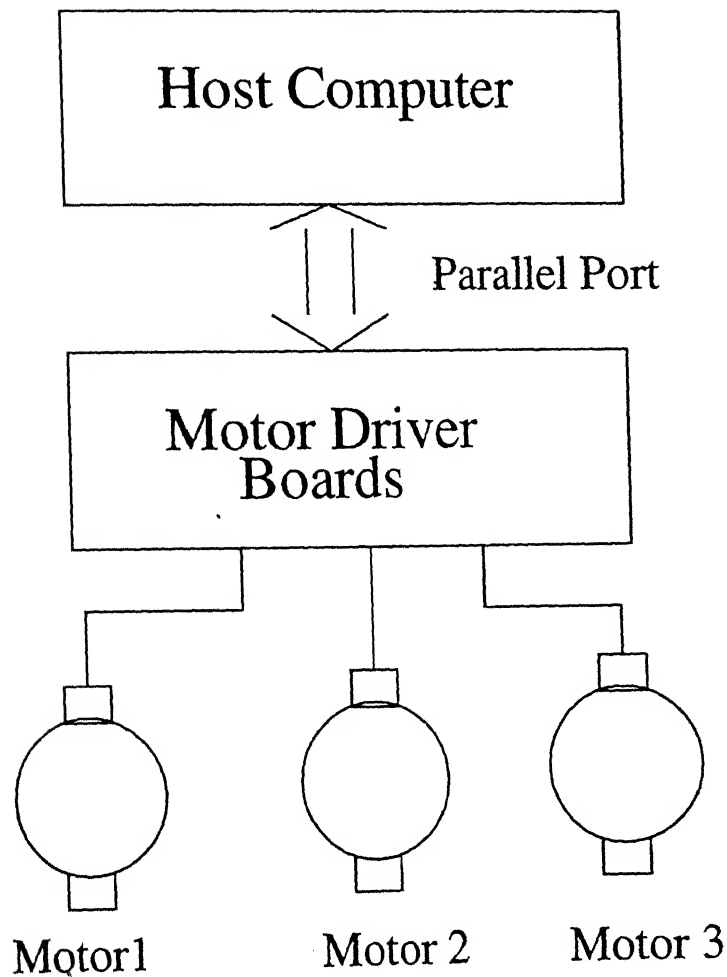 Host Computer
Parallel Port
Motor Driver
Boards
Motor1
Motor 2
Motor 3